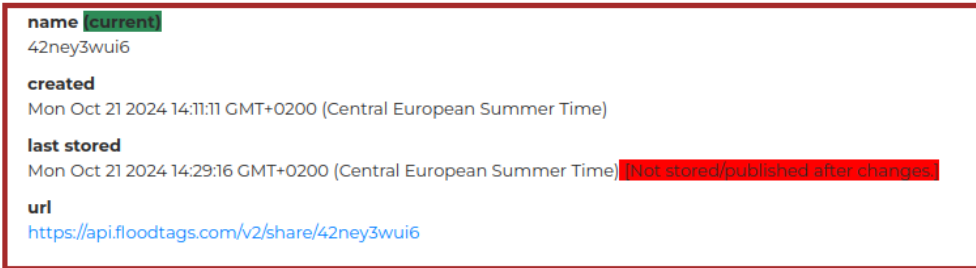 name (current)
42ney3wui6
created
Mon Oct 21 2024 14:11:11 GMT+0200 (Central European Summer Time)
last stored
Mon Oct 21 2024 14:29:16 GMT+0200 (Central European Summer Time) [Not stored/published after changes.]
url
https://api.floodtags.com/v2/share/42ney3wui6